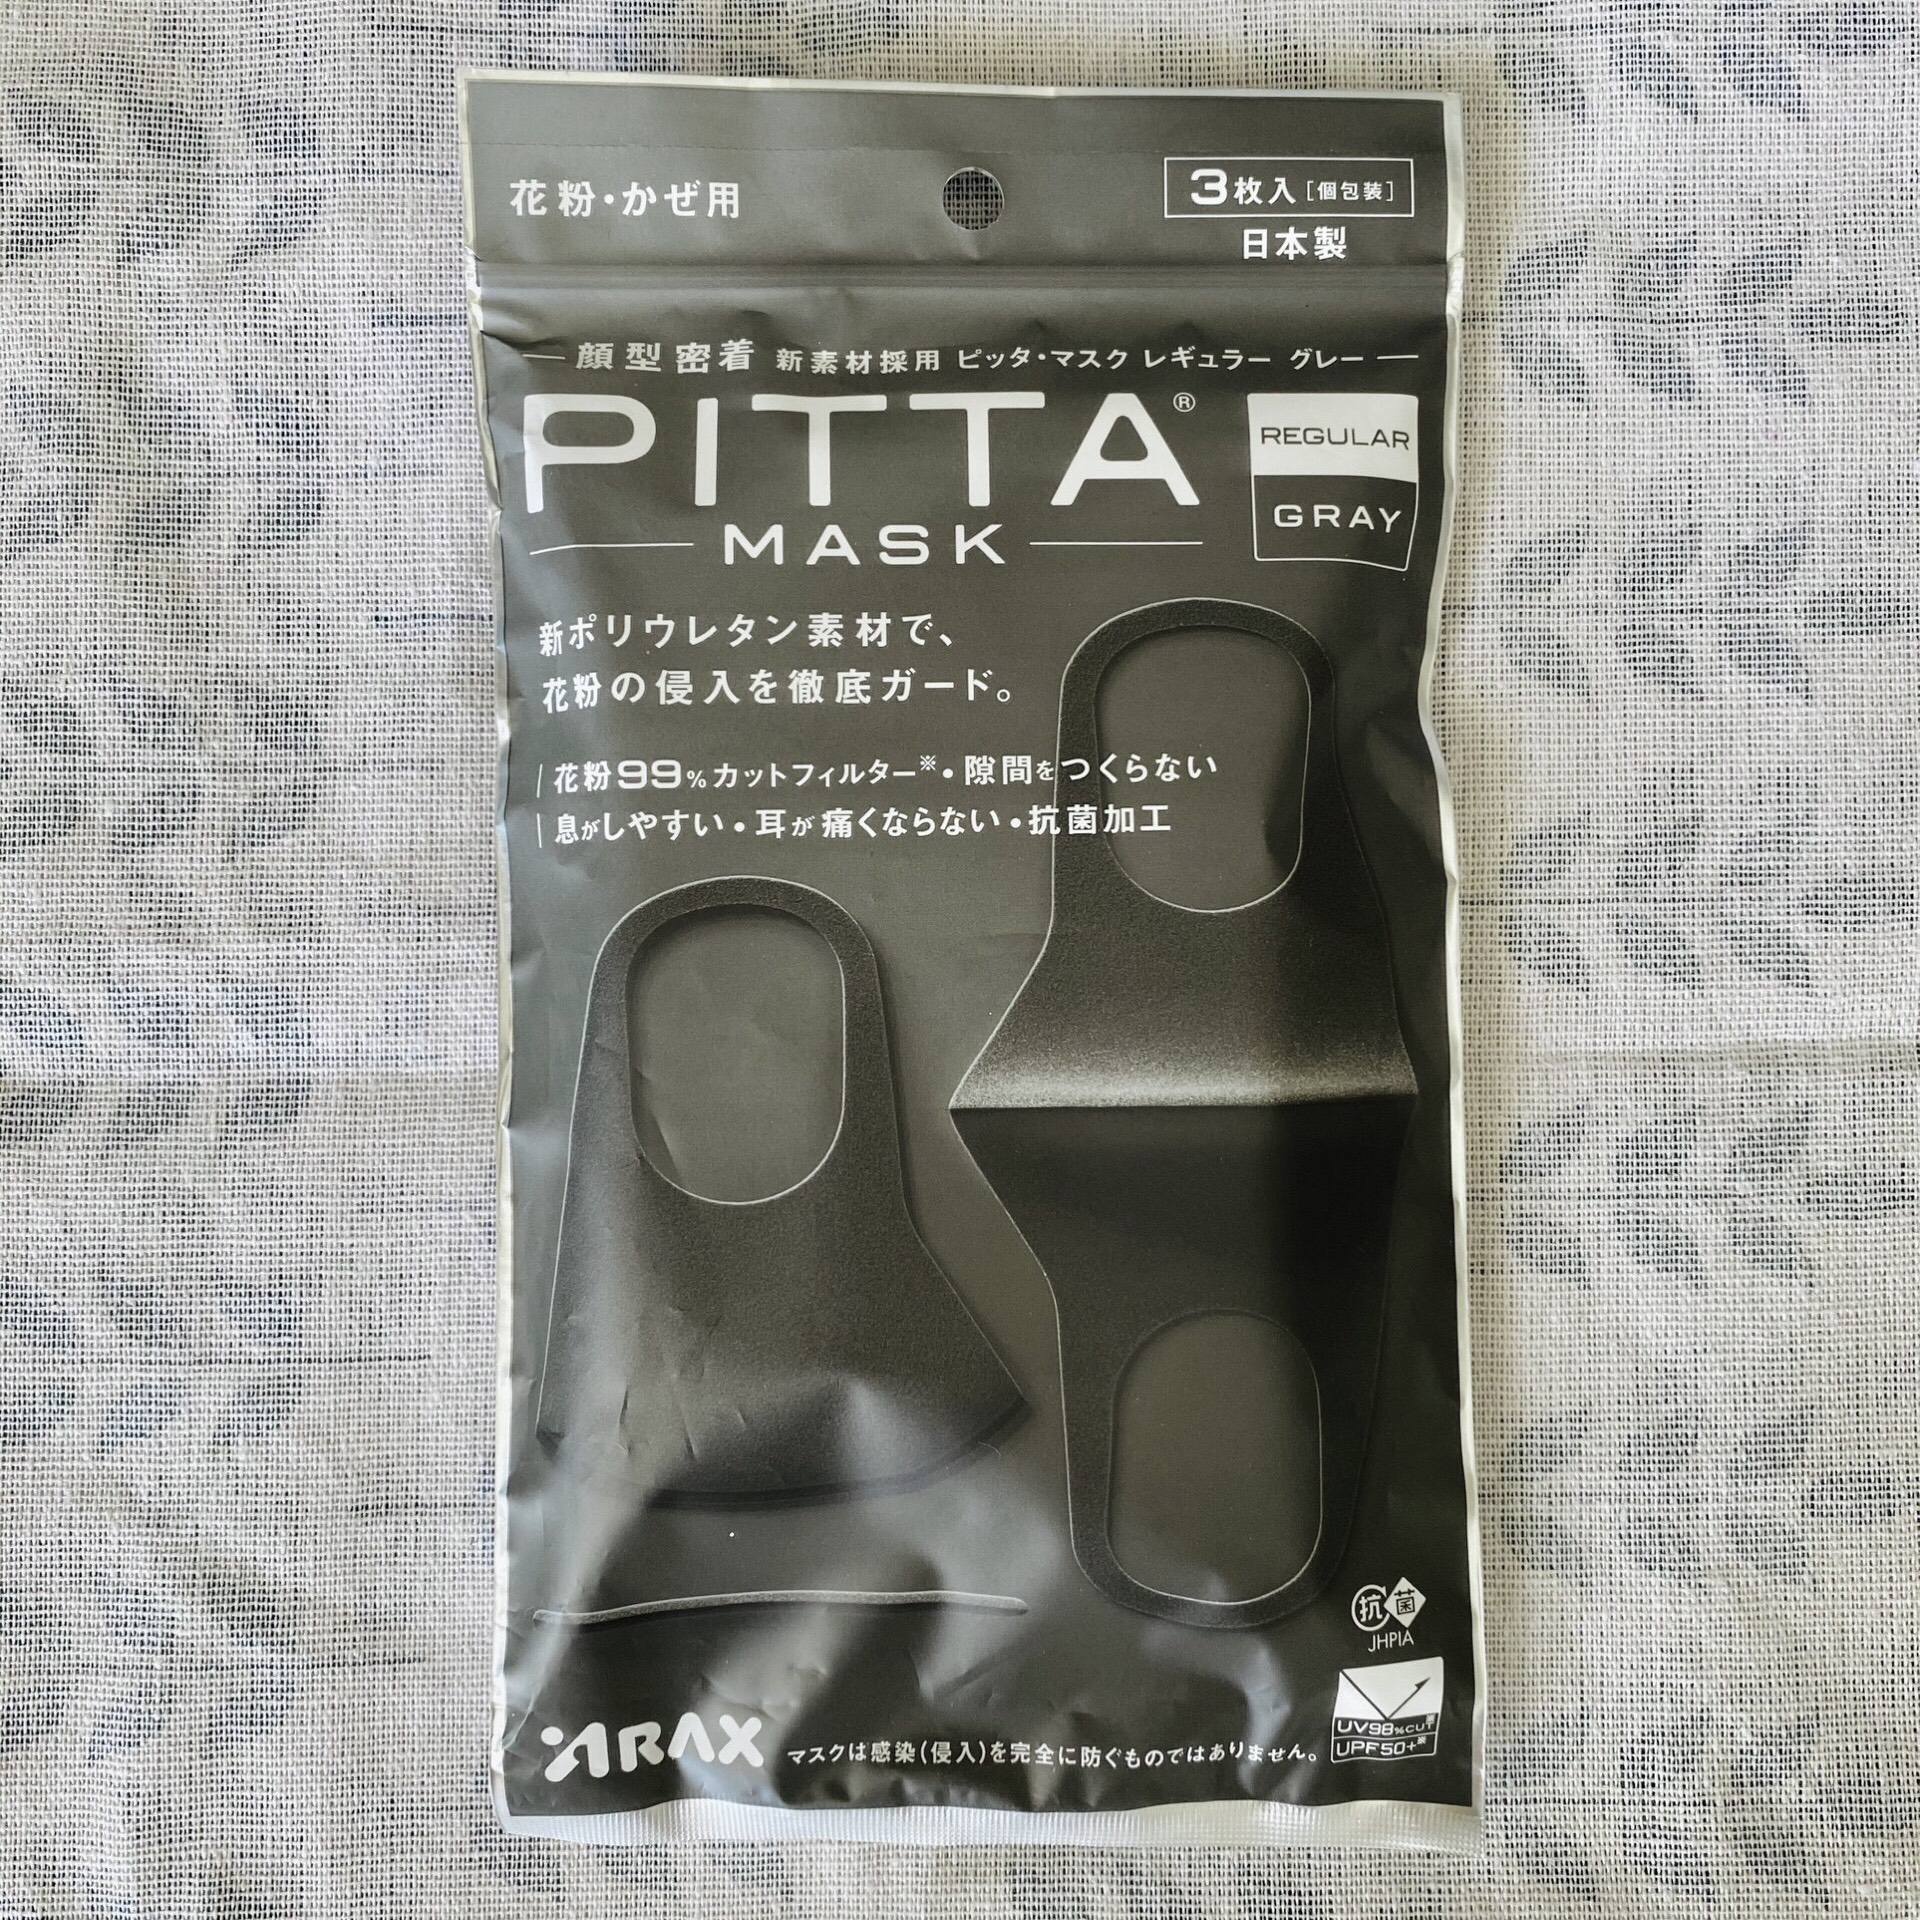 花粉・かぜ用
3枚入[個包装]
日本製
顔型密着 新素材採用 ピッタ・マスク レギュラー グレー
PITTA®
MASK
REGULAR
GRAY
新ポリウレタン素材で、
花粉の侵入を徹底ガード。
花粉99%カットフィルター※・隙間をつくらない
息がしやすい・耳が痛くならない・抗菌加工
抗菌
JHPIA
UV98%CUT※
UPF50+※
ARAX
マスクは感染(侵入)を完全に防ぐものではありません。